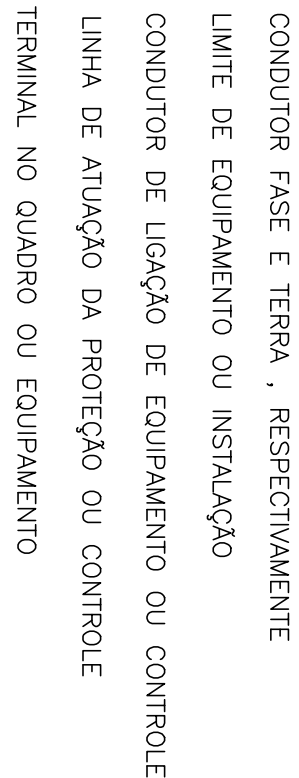 CONDUTOR FASE E TERRA , RESPECTIVAMENTE
LIMITE DE EQUIPAMENTO OU INSTALAÇÃO
CONDUTOR DE LIGAÇÃO DE EQUIPAMENTO OU CONTROLE
LINHA DE ATUAÇÃO DA PROTEÇÃO OU CONTROLE
TERMINAL NO QUADRO OU EQUIPAMENTO